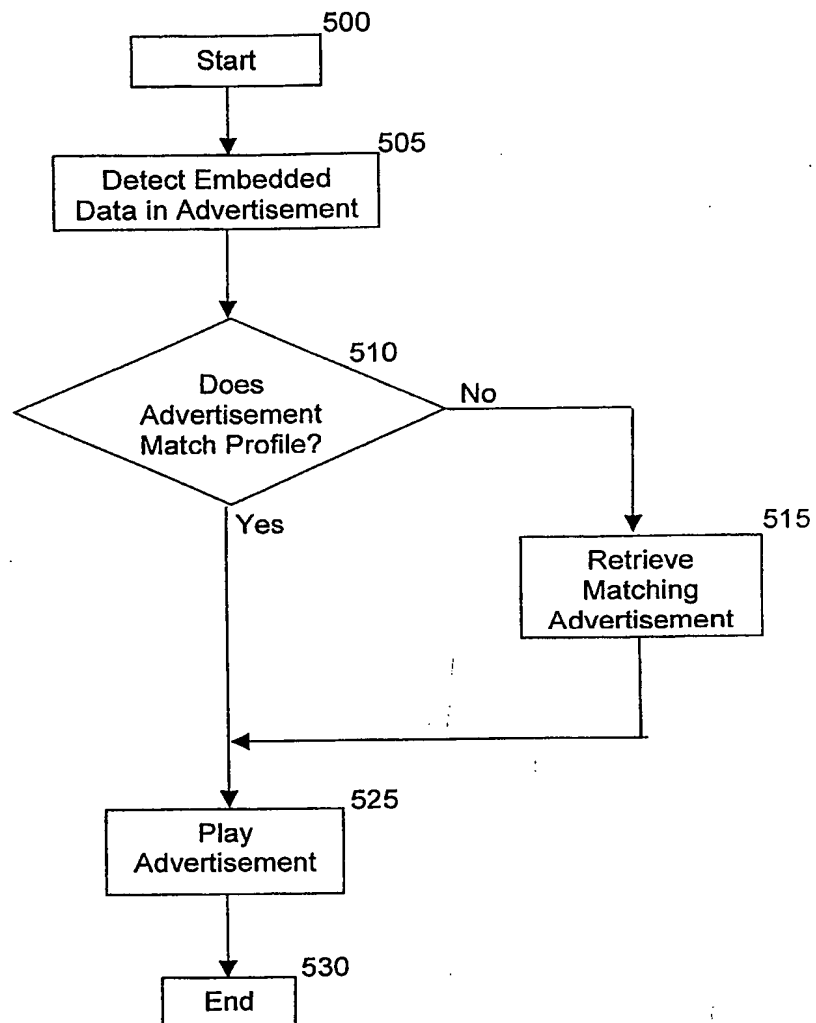 500
Start
505
Detect Embedded
Data in Advertisement
510
Does
Advertisement
Match Profile?
No
Yes
515
Retrieve
Matching
Advertisement
525
Play
Advertisement
530
End